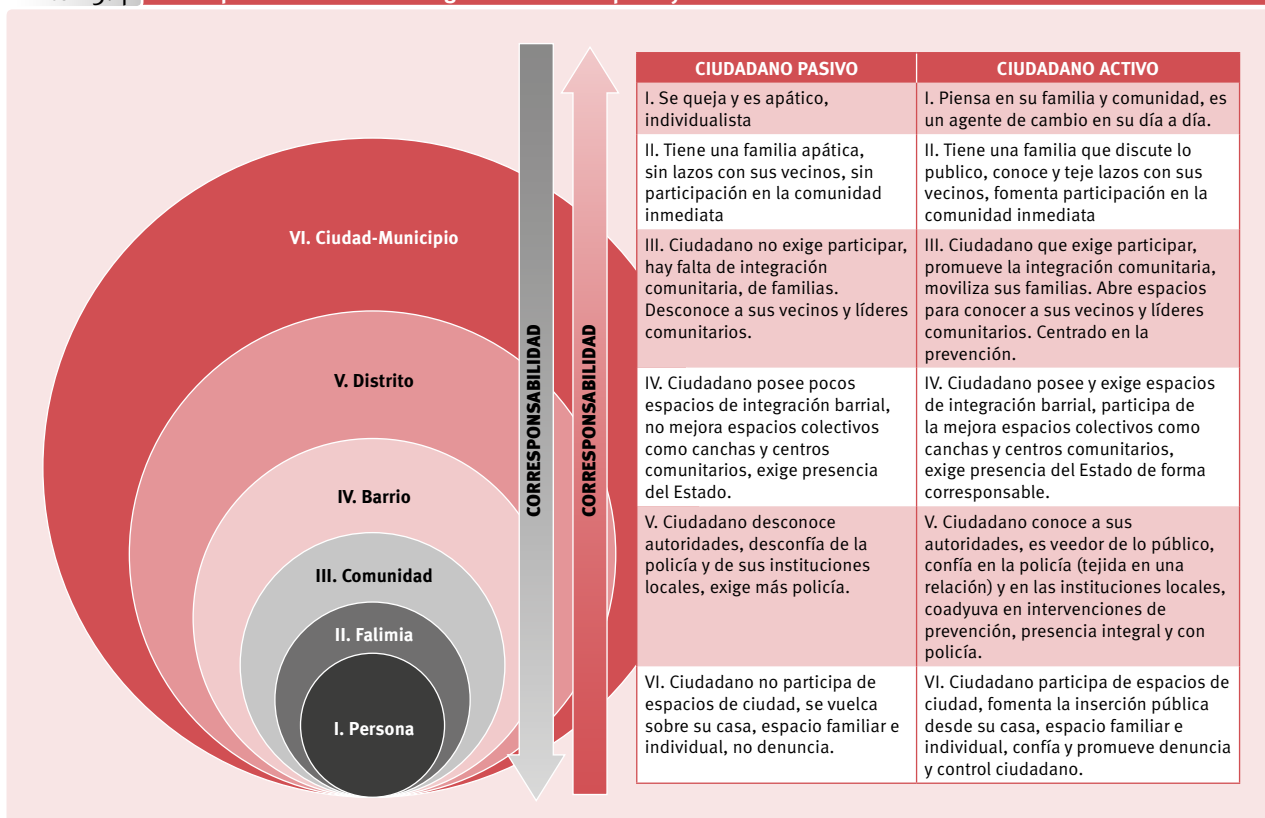 VI. Ciudad-Municipio
V. Distrito
IV. Barrio
III. Comunidad
II. Falimia
I. Persona
CORRESPONSABILIDAD
CORRESPONSABILIDAD
CIUDADANO PASIVO
CIUDADANO ACTIVO
I. Se queja y es apático,
individualista
I. Piensa en su familia y comunidad, es
un agente de cambio en su día a día.
II. Tiene una familia apática,
sin lazos con sus vecinos, sin
participación en la comunidad
inmediata
II. Tiene una familia que discute lo
publico, conoce y teje lazos con sus
vecinos, fomenta participación en la
comunidad inmediata
III. Ciudadano no exige participar,
hay falta de integración
comunitaria, de familias.
Desconoce a sus vecinos y líderes
comunitarios.
III. Ciudadano que exige participar,
promueve la integración comunitaria,
moviliza sus familias. Abre espacios
para conocer a sus vecinos y líderes
comunitarios. Centrado en la
prevención.
IV. Ciudadano posee pocos
espacios de integración barrial,
no mejora espacios colectivos
como canchas y centros
comunitarios, exige presencia
del Estado.
IV. Ciudadano posee y exige espacios
de integración barrial, participa de
la mejora espacios colectivos como
canchas y centros comunitarios,
exige presencia del Estado de forma
corresponsable.
V. Ciudadano desconoce
autoridades, desconfía de la
policía y de sus instituciones
locales, exige más policía.
V. Ciudadano conoce a sus
autoridades, es veedor de lo público,
confía en la policía (tejida en una
relación) y en las instituciones locales,
coadyuva en intervenciones de
prevención, presencia integral y con
policía.
VI. Ciudadano no participa de
espacios de ciudad, se vuelca
sobre su casa, espacio familiar e
individual, no denuncia.
VI. Ciudadano participa de espacios de
ciudad, fomenta la inserción pública
desde su casa, espacio familiar e
individual, confía y promueve denuncia
y control ciudadano.